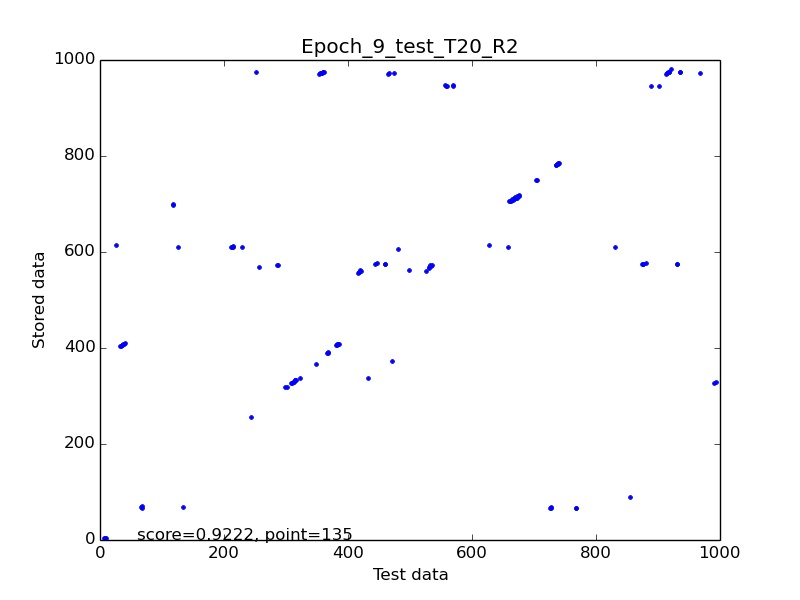 Epoch_9_test_T20_R2
1000
800
600
400
200
0
Stored data
score=0.9222, point=135
0 200 400 600 800 1000
Test data